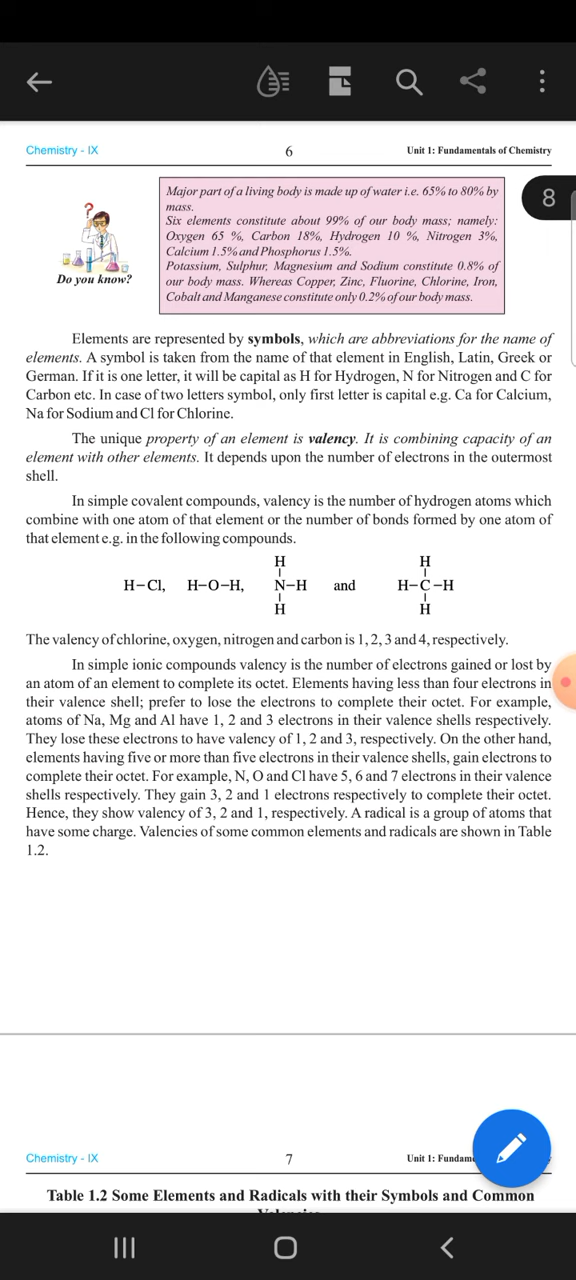 Chemistry - IX 6 Unit 1: Fundamentals of Chemistry
8
Major part of a living body is made up of water i.e. 65% to 80% by
mass.
Six elements constitute about 99% of our body mass; namely:
Oxygen 65 %, Carbon 18%, Hydrogen 10 %, Nitrogen 3%,
Calcium 1.5% and Phosphorus 1.5%.
Potassium, Sulphur, Magnesium and Sodium constitute 0.8% of
our body mass. Whereas Copper, Zinc, Fluorine, Chlorine, Iron,
Cobalt and Manganese constitute only 0.2% of our body mass.
?
Do you know?
Elements are represented by symbols, which are abbreviations for the name of
elements. A symbol is taken from the name of that element in English, Latin, Greek or
German. If it is one letter, it will be capital as H for Hydrogen, N for Nitrogen and C for
Carbon etc. In case of two letters symbol, only first letter is capital e.g. Ca for Calcium,
Na for Sodium and Cl for Chlorine.
The unique property of an element is valency. It is combining capacity of an
element with other elements. It depends upon the number of electrons in the outermost
shell.
In simple covalent compounds, valency is the number of hydrogen atoms which
combine with one atom of that element or the number of bonds formed by one atom of
that element e.g. in the following compounds.
H H
H–Cl, H–O–H, N–H and H–C–H
H H
The valency of chlorine, oxygen, nitrogen and carbon is 1, 2, 3 and 4, respectively.
In simple ionic compounds valency is the number of electrons gained or lost by
an atom of an element to complete its octet. Elements having less than four electrons in
their valence shell; prefer to lose the electrons to complete their octet. For example,
atoms of Na, Mg and Al have 1, 2 and 3 electrons in their valence shells respectively.
They lose these electrons to have valency of 1, 2 and 3, respectively. On the other hand,
elements having five or more than five electrons in their valence shells, gain electrons to
complete their octet. For example, N, O and Cl have 5, 6 and 7 electrons in their valence
shells respectively. They gain 3, 2 and 1 electrons respectively to complete their octet.
Hence, they show valency of 3, 2 and 1, respectively. A radical is a group of atoms that
have some charge. Valencies of some common elements and radicals are shown in Table
1.2.
Chemistry - IX 7 Unit 1:
Table 1.2 Some Elements and Radicals with their Symbols and Common